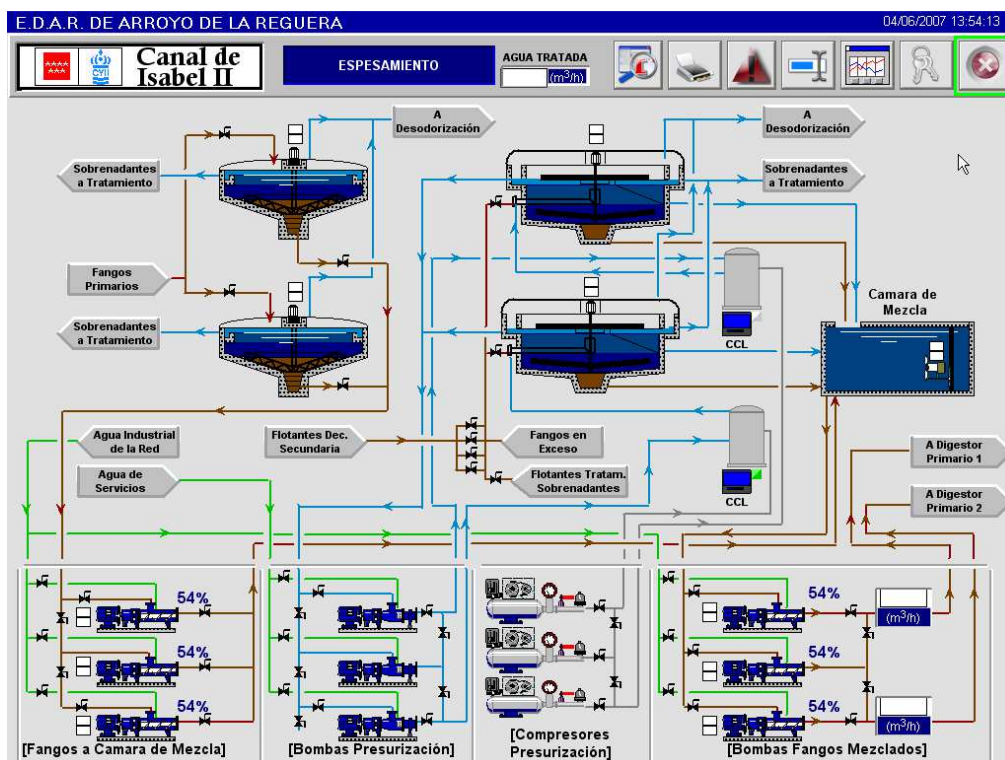 E.D.A.R. DE ARROYO DE LA REGUERA
04/06/2007 13:54:13
Canal de
Isabel II
CYII
ESPESAMIENTO
AGUA TRATADA
(m³/h)
A
Desodorización
A
Desodorización
Sobrenadantes
a Tratamiento
Sobrenadantes
a Tratamiento
Fangos
Primarios
Sobrenadantes
a Tratamiento
CCL
Camara de
Mezcla
Agua Industrial
de la Red
Flotantes Dec.
Secundaria
Fangos en
Exceso
A Digestor
Primario 1
Agua de
Servicios
Flotantes Tratam.
Sobrenadantes
CCL
A Digestor
Primario 2
54%
54%
54%
54%
54%
54%
(m³/h)
(m³/h)
[Fangos a Camara de Mezcla]
[Bombas Presurización]
[Compresores
Presurización]
[Bombas Fangos Mezclados]